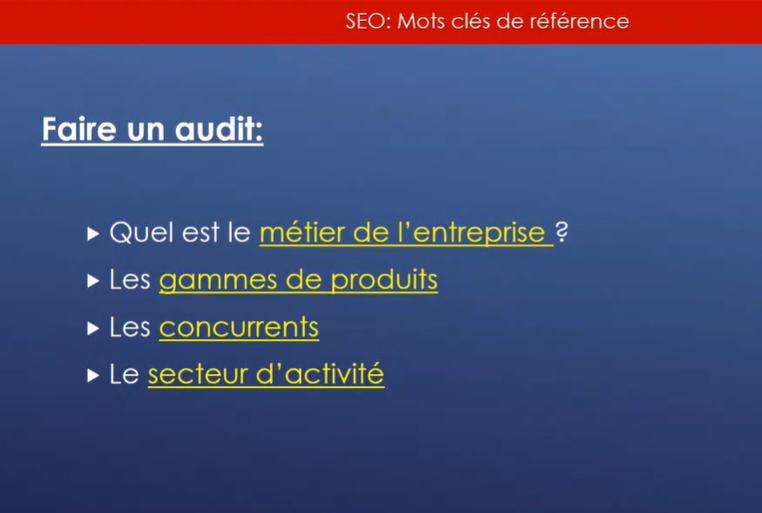 SEO: Mots clés de référence
Faire un audit:
Quel est le métier de l'entreprise ?
Les gammes de produits
Les concurrents
Le secteur d'activité